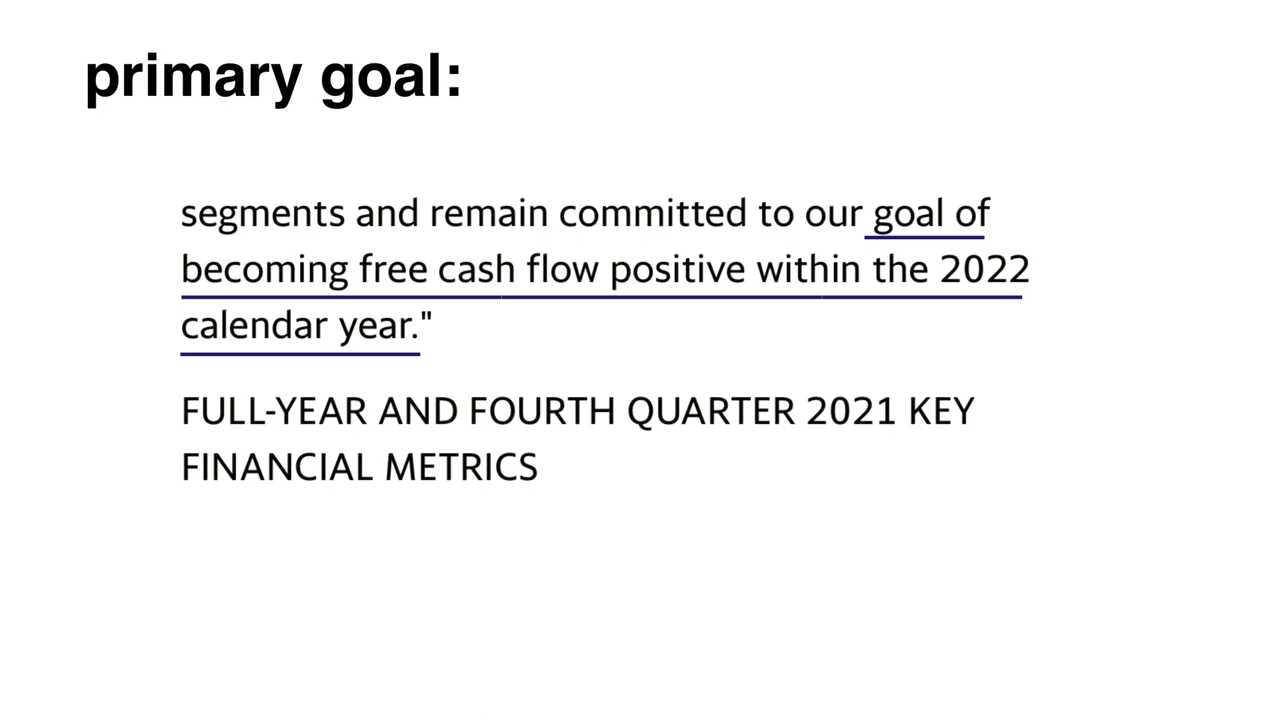 primary goal:
segments and remain committed to our goal of
becoming free cash flow positive within the 2022
calendar year."
FULL-YEAR AND FOURTH QUARTER 2021 KEY
FINANCIAL METRICS